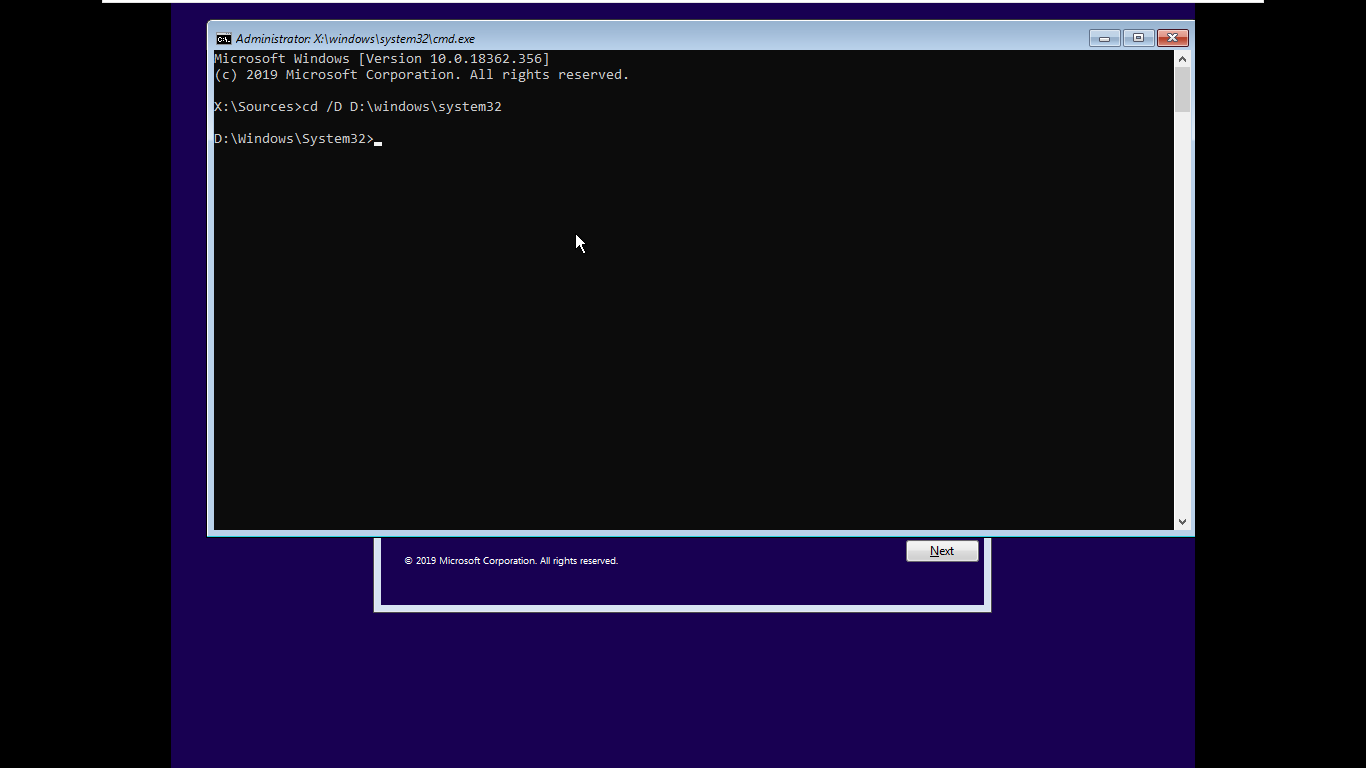 Administrator: X:\windows\system32\cmd.exe
Microsoft Windows [Version 10.0.18362.356]
(c) 2019 Microsoft Corporation. All rights reserved.
X:\Sources>cd /D D:\windows\system32
D:\Windows\System32>
© 2019 Microsoft Corporation. All rights reserved.
Next